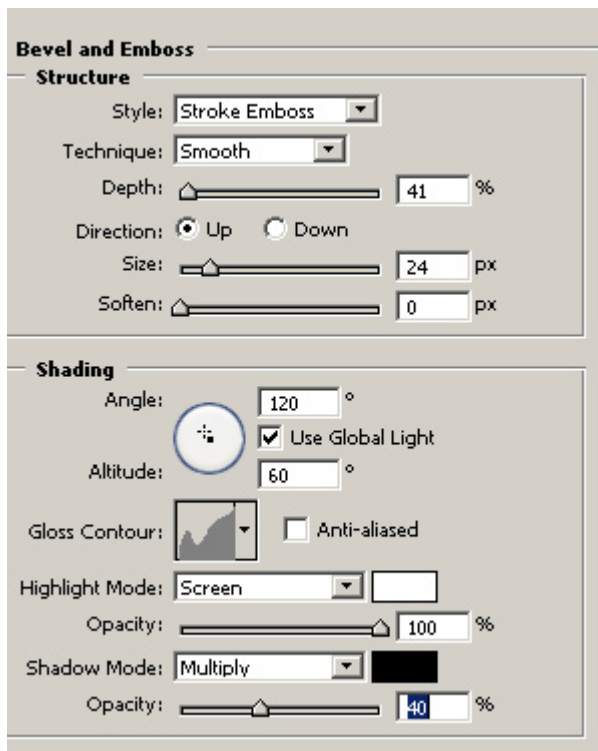 Bevel and Emboss
Structure
Style: Stroke Emboss
Technique: Smooth
Depth: 41 %
Direction: Up Down
Size: 24 px
Soften: 0 px
Shading
Angle: 120 °
Use Global Light
Altitude: 60 °
Gloss Contour: Anti-aliased
Highlight Mode: Screen
Opacity: 100 %
Shadow Mode: Multiply
Opacity: 40 %